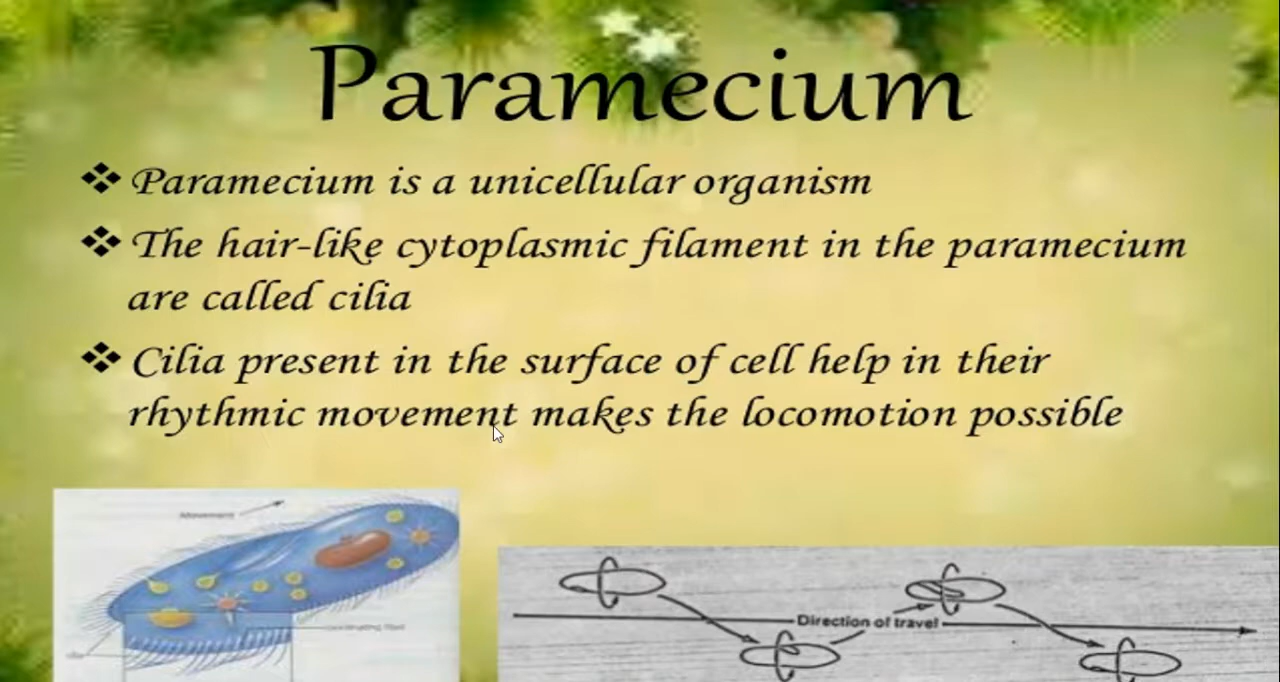 Paramecium
Paramecium is a unicellular organism
The hair-like cytoplasmic filament in the paramecium
are called cilia
Cilia present in the surface of cell help in their
rhythmic movement makes the locomotion possible
Movement
Direction of travel